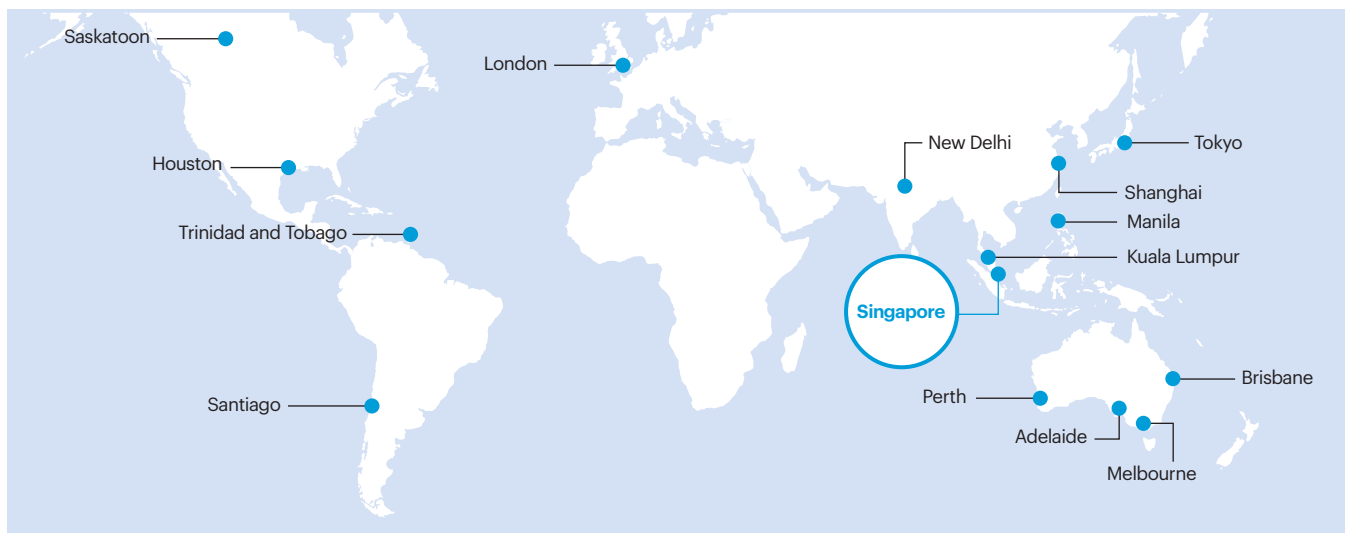 Saskatoon
London
New Delhi
Tokyo
Houston
Shanghai
Trinidad and Tobago
Manila
Kuala Lumpur
Singapore
Brisbane
Perth
Santiago
Adelaide
Melbourne